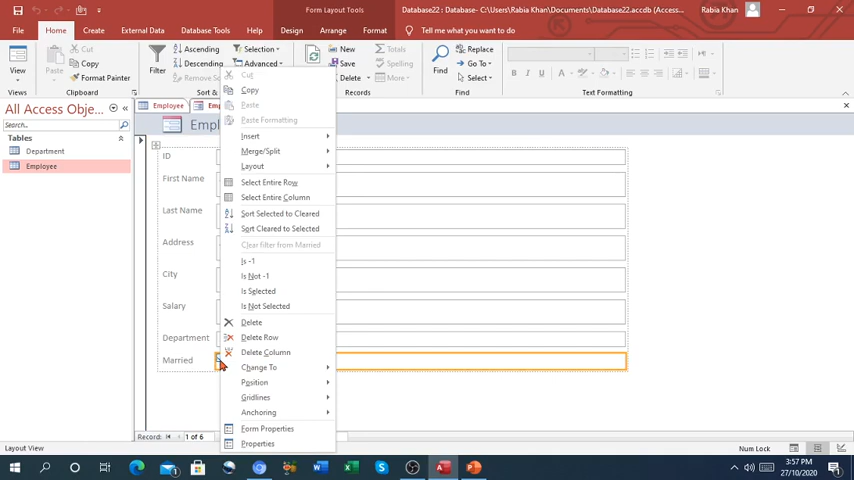 Form Layout Tools
Database22 : Database- C:\Users\Rabia Khan\Documents\Database22.accdb (Access...
Rabia Khan
File
Home
Create
External Data
Database Tools
Help
Design
Arrange
Format
Tell me what you want to do
View
Paste
Cut
Copy
Format Painter
Filter
Ascending
Descending
Remove
Selection
Advanced
New
Save
Delete
Totals
More
Find
Replace
Go To
Select
B
I
U
Views
Clipboard
Sort &
Records
Find
Text Formatting
All Access Obje...
Search...
Tables
Department
Employee
Employee
Emp
Empl
ID
First Name
Last Name
Address
City
Salary
Department
Married
Cut
Copy
Paste
Paste Formatting
Insert
Merge/Split
Layout
Select Entire Row
Select Entire Column
Sort Selected to Cleared
Sort Cleared to Selected
Clear filter from Married
Is -1
Is Not -1
Is Selected
Is Not Selected
Delete
Delete Row
Delete Column
Change To
Position
Gridlines
Anchoring
Form Properties
Properties
Record:
1 of 6
Layout View
Num Lock
3:57 PM
27/10/2020